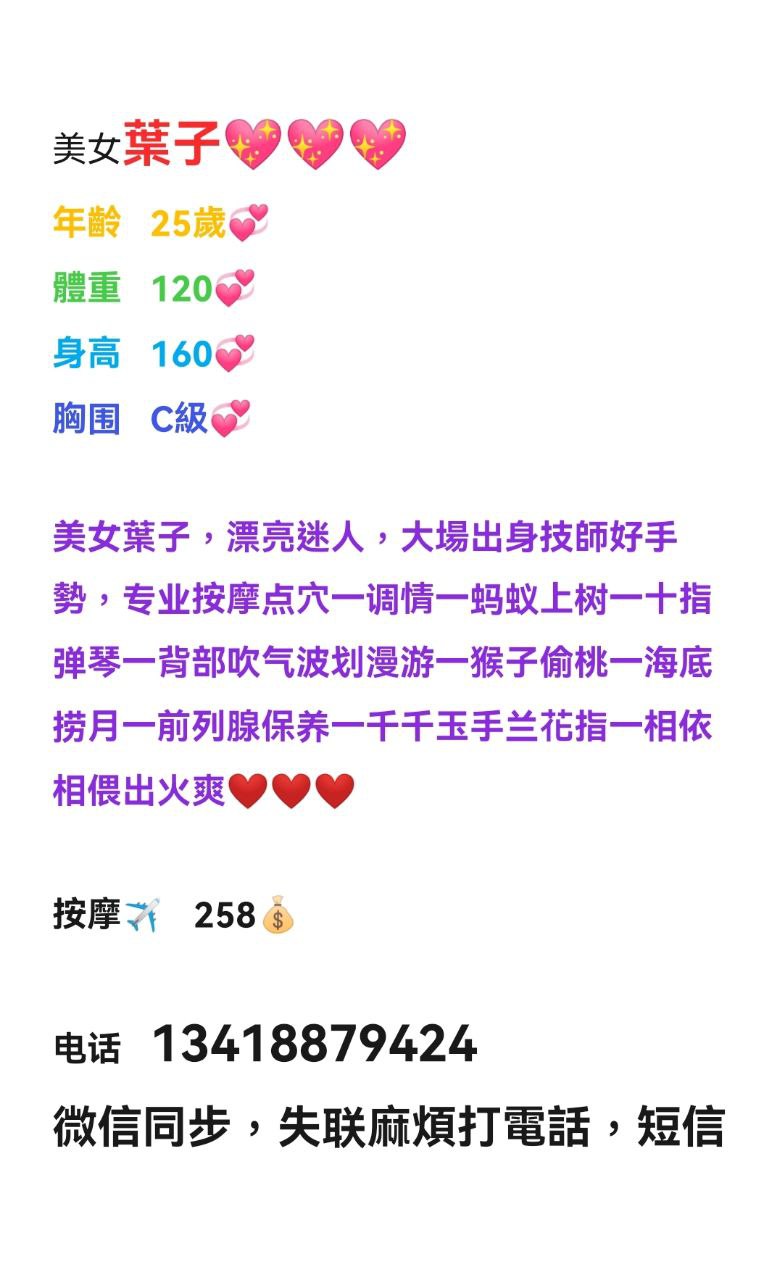 美女葉子💖💖💖
年齡 25歲💞
體重 120💞
身高 160💞
胸围 C級💞
美女葉子，漂亮迷人，大場出身技師好手
勢，专业按摩点穴一调情一蚂蚁上树一十指
弹琴一背部吹气波划漫游一猴子偷桃一海底
捞月一前列腺保养一千千玉手兰花指一相依
相偎出火爽❤️❤️❤️
按摩✈️ 258💰
电话 13418879424
微信同步，失联麻煩打電話，短信